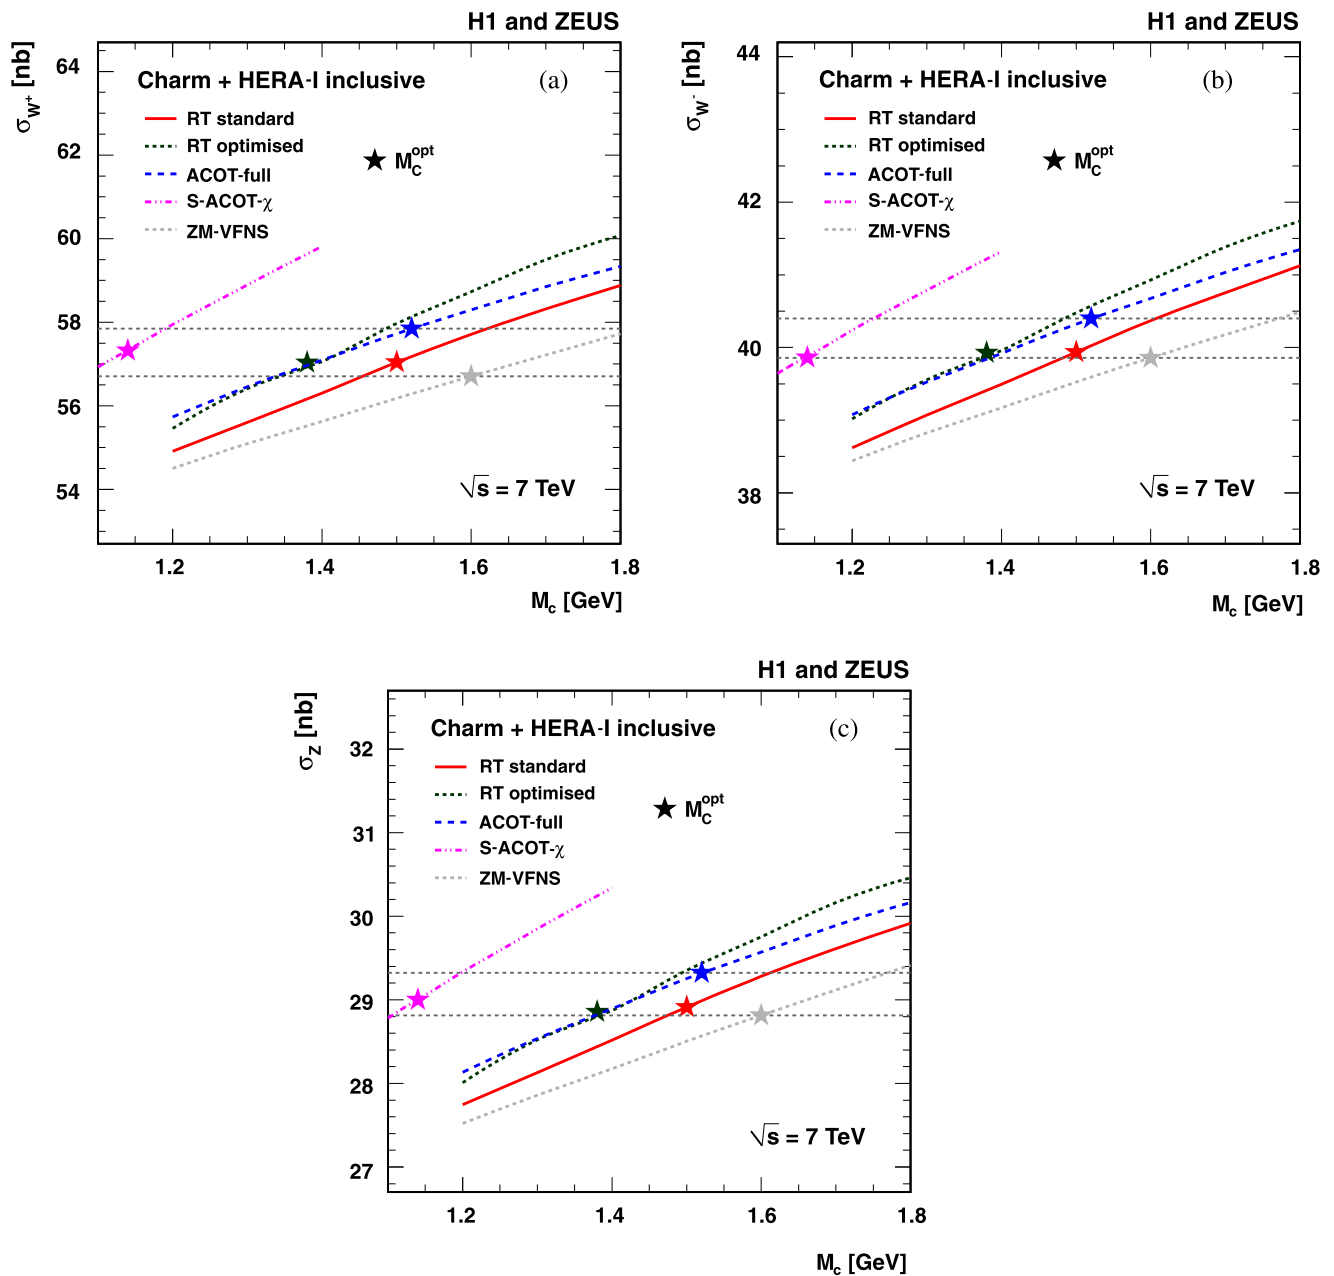 H1 and ZEUS
σ_W⁺ [nb]
Charm + HERA-I inclusive (a)
RT standard
RT optimised
ACOT-full
S-ACOT-χ
ZM-VFNS
M_C^opt
√s = 7 TeV
64
62
60
58
56
54
1.2 1.4 1.6 1.8
M_c [GeV]
H1 and ZEUS
σ_W⁻ [nb]
Charm + HERA-I inclusive (b)
RT standard
RT optimised
ACOT-full
S-ACOT-χ
ZM-VFNS
M_C^opt
√s = 7 TeV
44
42
40
38
1.2 1.4 1.6 1.8
M_c [GeV]
H1 and ZEUS
σ_Z [nb]
Charm + HERA-I inclusive (c)
RT standard
RT optimised
ACOT-full
S-ACOT-χ
ZM-VFNS
M_C^opt
√s = 7 TeV
32
31
30
29
28
27
1.2 1.4 1.6 1.8
M_c [GeV]